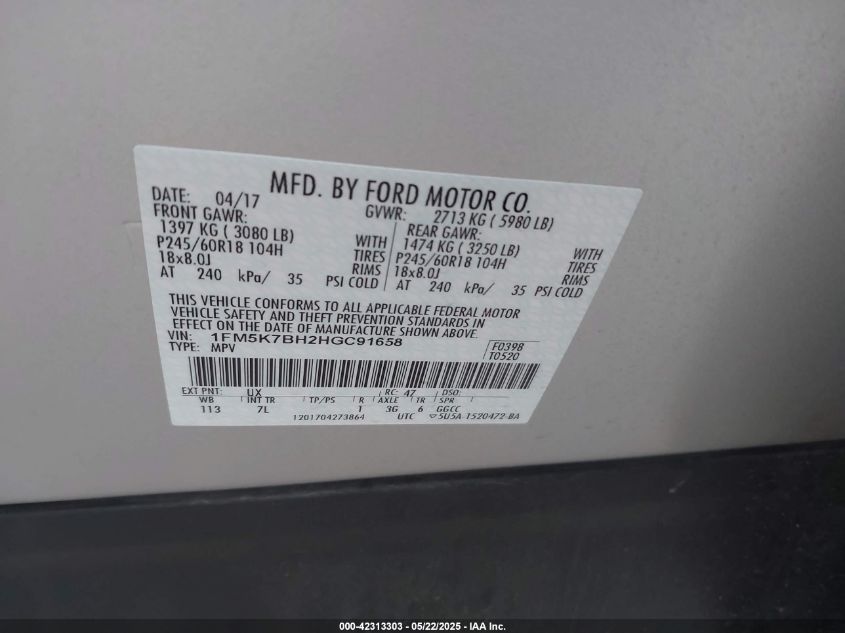 MFD. BY FORD MOTOR CO.
DATE: 04/17 GVWR: 2713 KG ( 5980 LB)
FRONT GAWR: REAR GAWR:
1397 KG ( 3080 LB) WITH 1474 KG ( 3250 LB) WITH
P245/60R18 104H TIRES P245/60R18 104H TIRES
18x8.0J RIMS 18x8.0J RIMS
AT 240 kPa/ 35 PSI COLD AT 240 kPa/ 35 PSI COLD
THIS VEHICLE CONFORMS TO ALL APPLICABLE FEDERAL MOTOR
VEHICLE SAFETY AND THEFT PREVENTION STANDARDS IN
EFFECT ON THE DATE OF MANUFACTURE SHOWN ABOVE.
VIN: 1FM5K7BH2HGC91658 F0398
TYPE: MPV T0520
EXT PNT: UX RC: 47 DSO:
WB INT TR TP/PS R AXLE TR SPR
113 7L 1 3G 6 GGCC
1201704273864 UTC ▽5U5A-1520472-BA
000-42313303 - 05/22/2025 - IAA Inc.